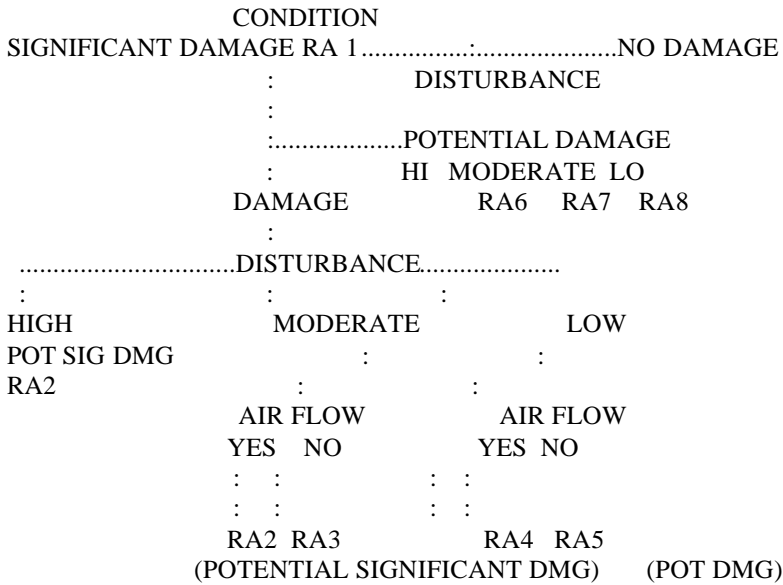 CONDITION
SIGNIFICANT DAMAGE RA 1................:.....................NO DAMAGE
: DISTURBANCE
:
:...................POTENTIAL DAMAGE
: HI MODERATE LO
DAMAGE RA6 RA7 RA8
:
................................DISTURBANCE.....................
: : :
HIGH MODERATE LOW
POT SIG DMG : :
RA2 : :
AIR FLOW AIR FLOW
YES NO YES NO
: : : :
: : : :
RA2 RA3 RA4 RA5
(POTENTIAL SIGNIFICANT DMG) (POT DMG)